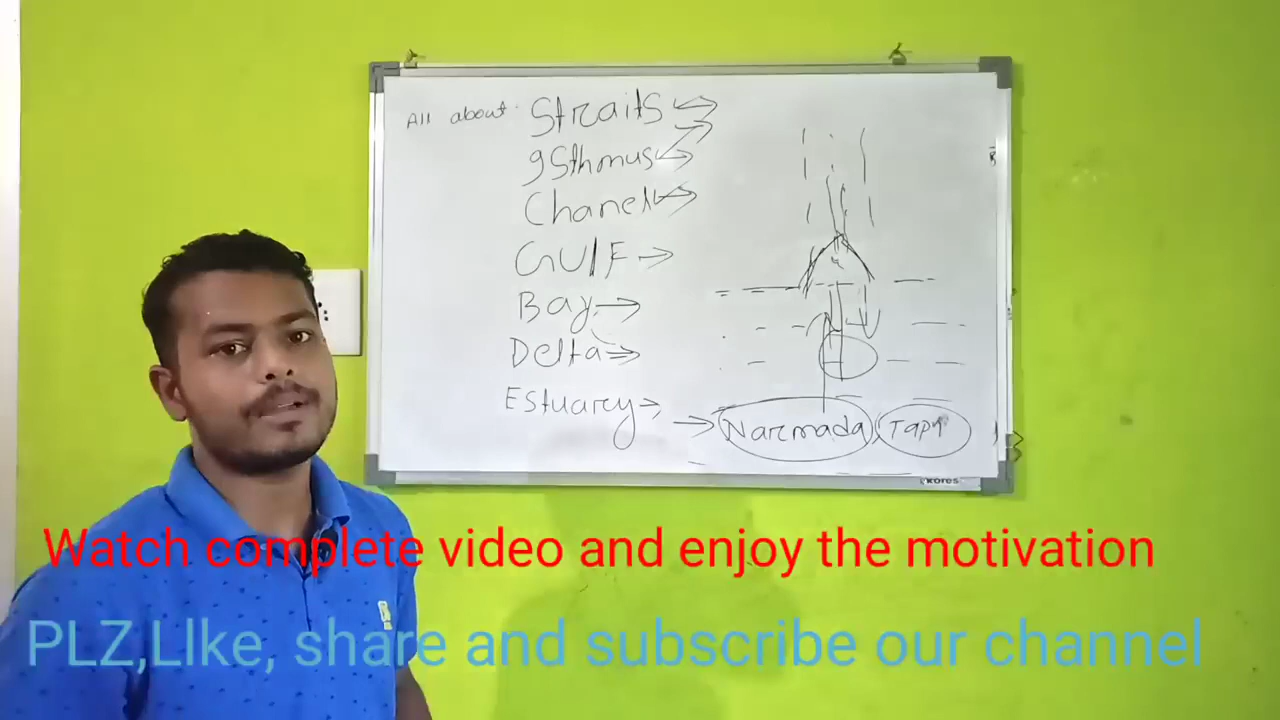 All about Straits
Isthmus
Chanel
Gulf
Bay
Delta
Estuarey
Narmada Tapi
kores
Watch complete video and enjoy the motivation
PLZ,LIke, share and subscribe our channel